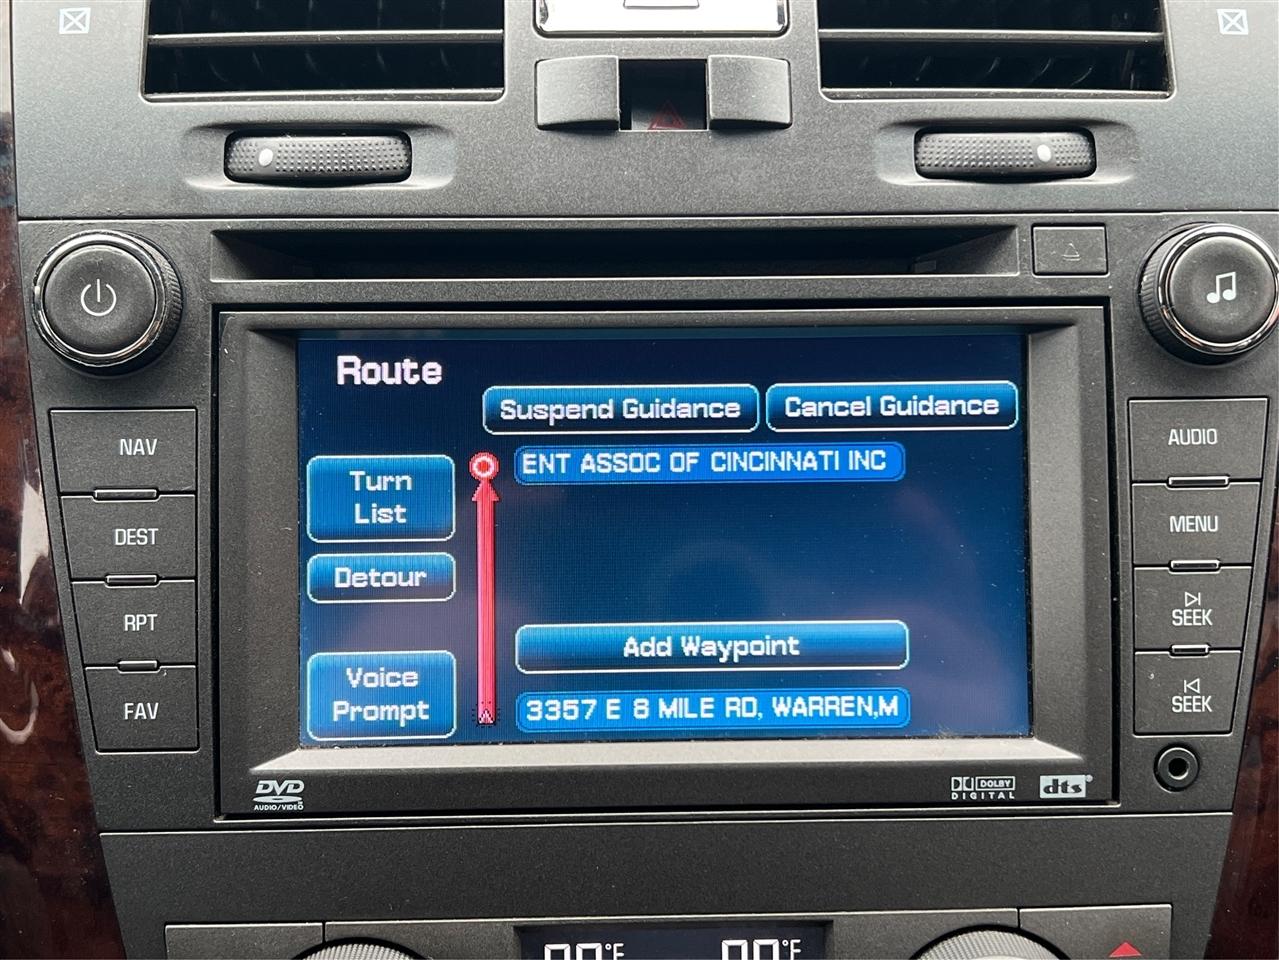 Route
Suspend Guidance
Cancel Guidance
ENT ASSOC OF CINCINNATI INC
Turn
List
Detour
Add Waypoint
Voice
Prompt
3357 E 8 MILE RD, WARREN,M
NAV
DEST
RPT
FAV
AUDIO
MENU
SEEK
SEEK
DVD
AUDIO/VIDEO
DOLBY
DIGITAL
dts
°F
°F